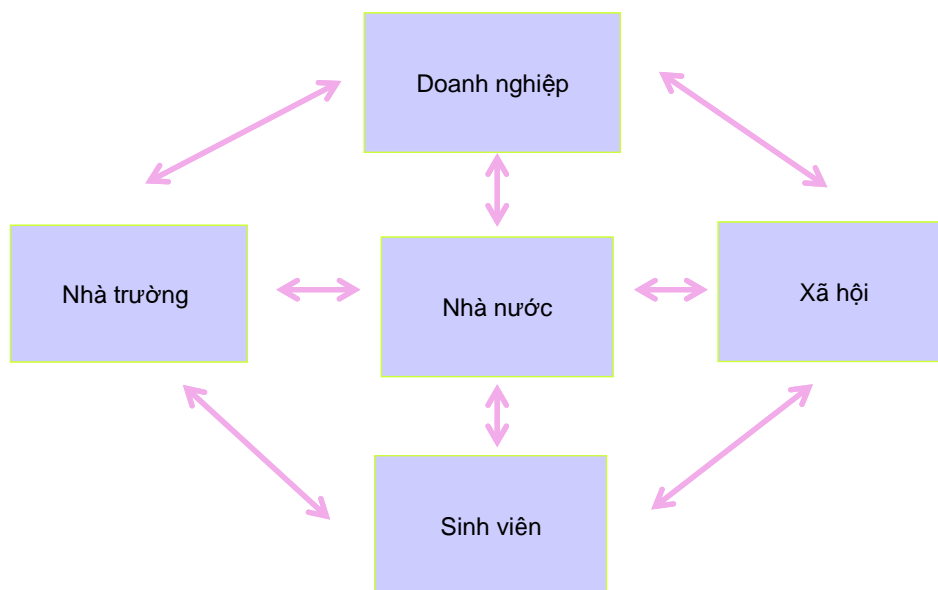 Doanh nghiệp
Nhà trường
Nhà nước
Xã hội
Sinh viên